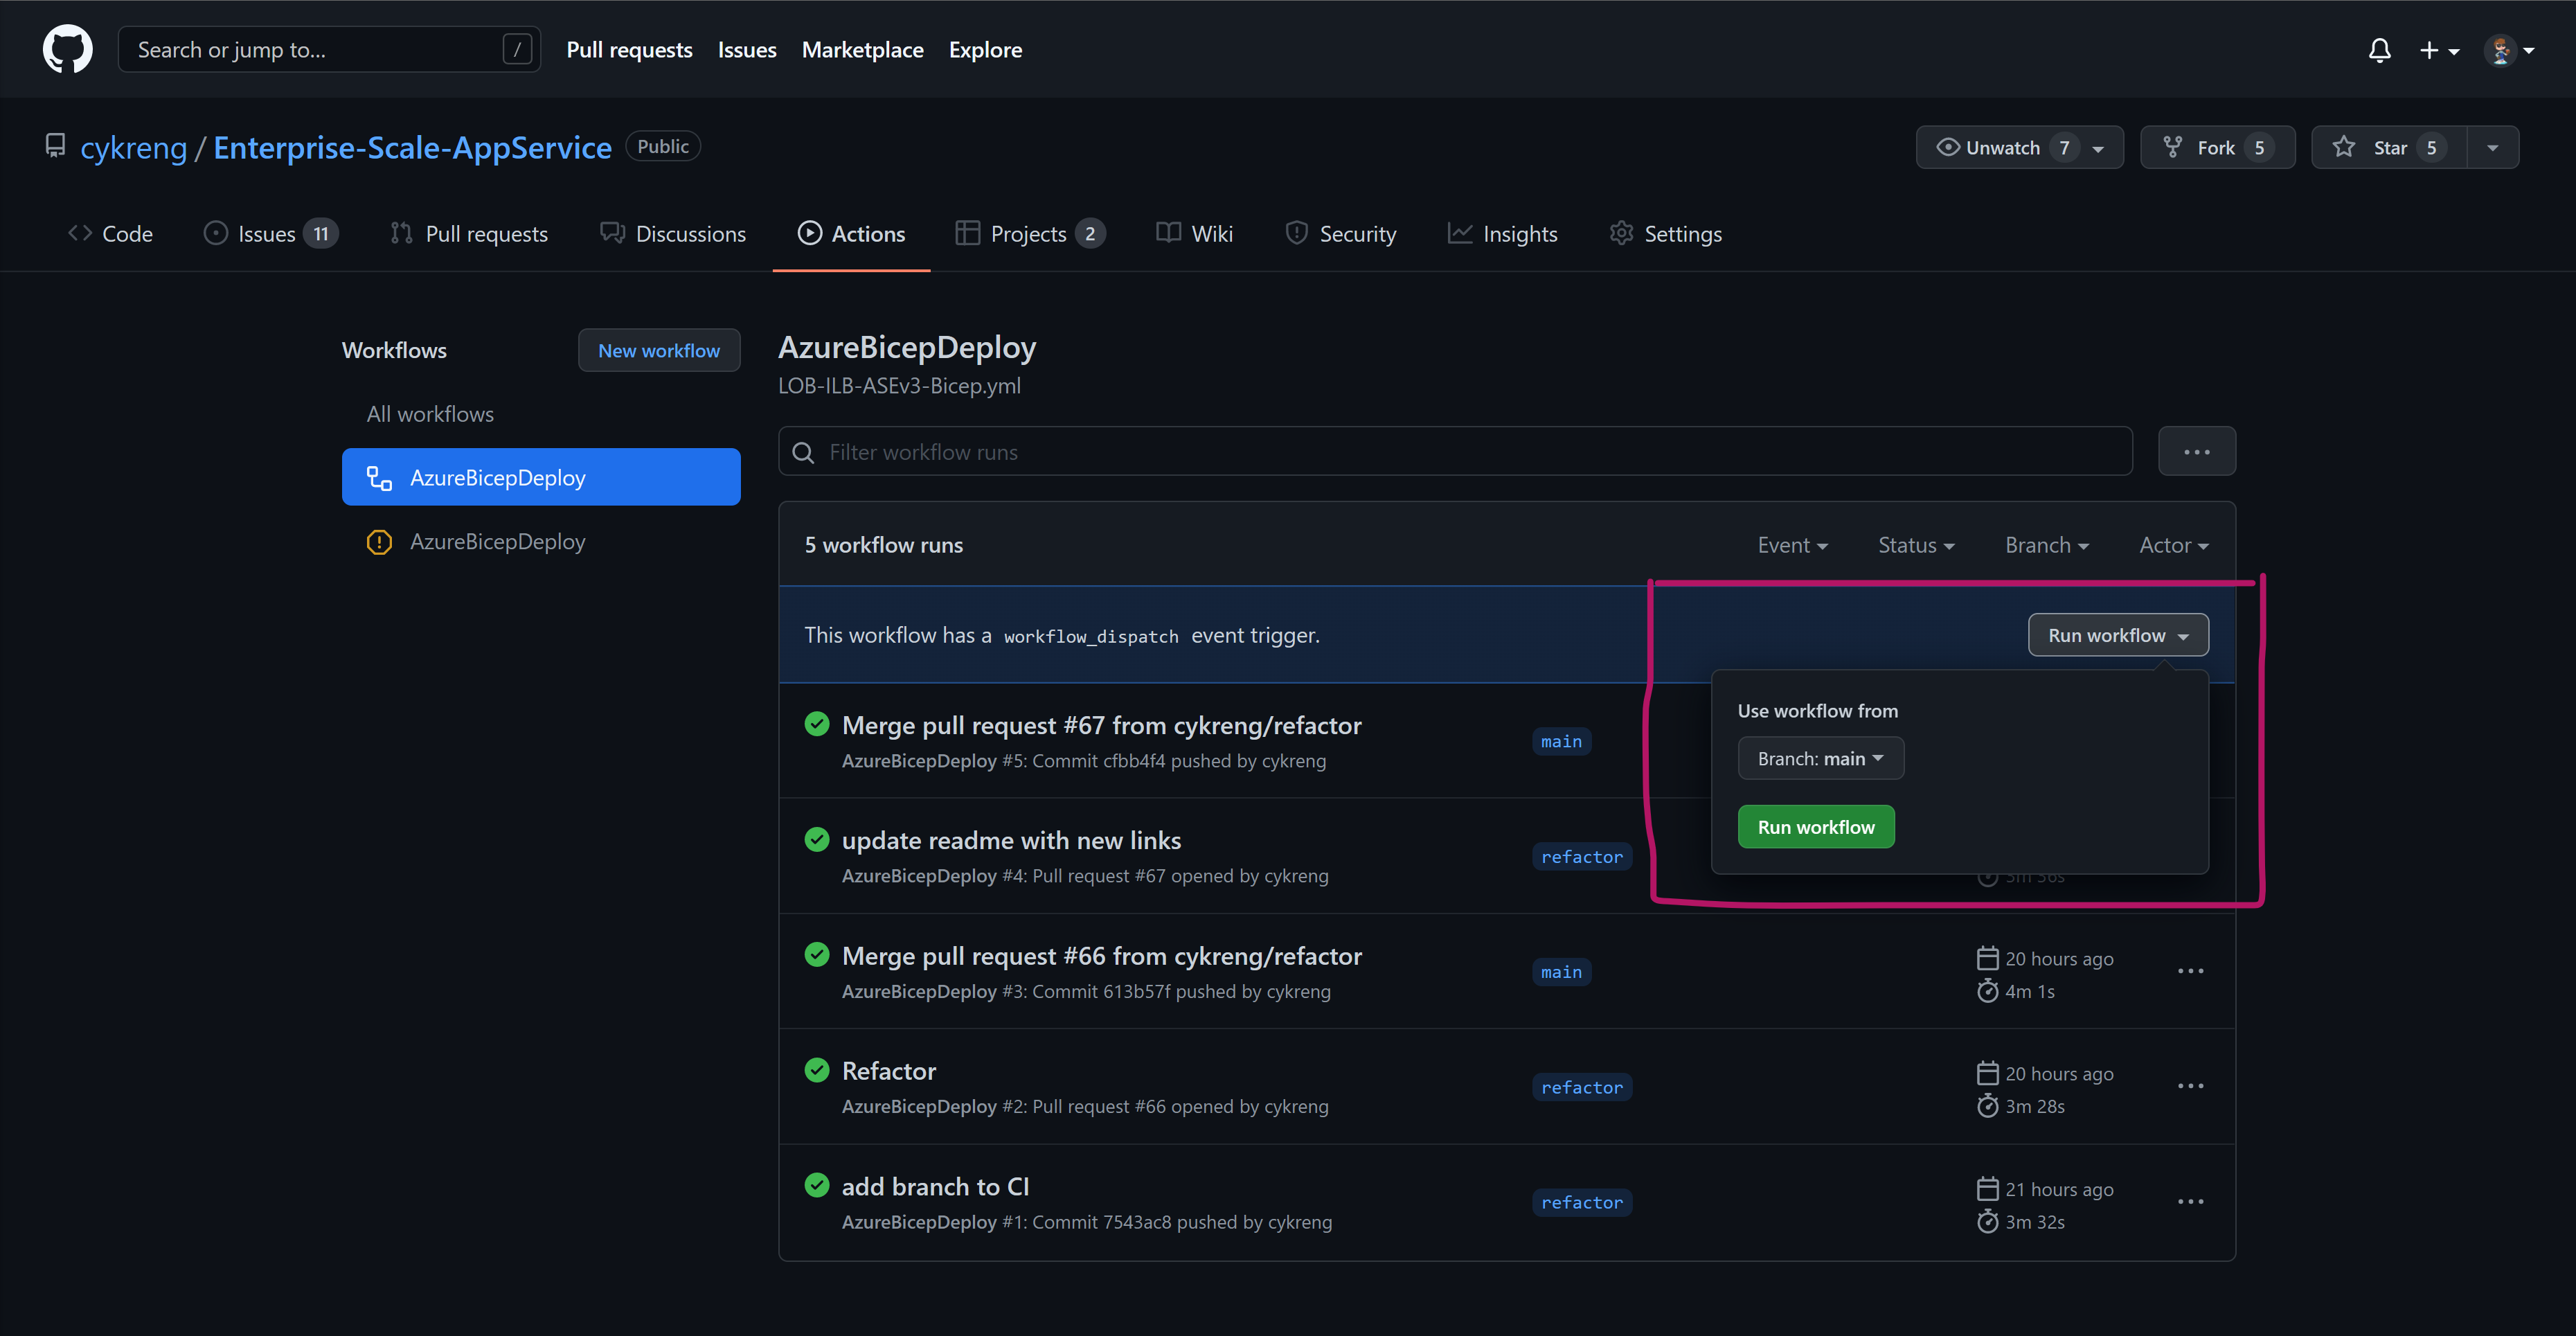 Search or jump to...
/
Pull requests Issues Marketplace Explore
cykreng / Enterprise-Scale-AppService Public
Unwatch 7 Fork 5 Star 5
Code Issues 11 Pull requests Discussions Actions Projects 2 Wiki Security Insights Settings
Workflows
New workflow
All workflows
AzureBicepDeploy
AzureBicepDeploy
AzureBicepDeploy
LOB-ILB-ASEv3-Bicep.yml
Filter workflow runs
5 workflow runs Event Status Branch Actor
This workflow has a workflow_dispatch event trigger.
Run workflow
Use workflow from
Branch: main
Run workflow
Merge pull request #67 from cykreng/refactor
AzureBicepDeploy #5: Commit cfbb4f4 pushed by cykreng
main
update readme with new links
AzureBicepDeploy #4: Pull request #67 opened by cykreng
refactor
Merge pull request #66 from cykreng/refactor
AzureBicepDeploy #3: Commit 613b57f pushed by cykreng
main
20 hours ago
4m 1s
Refactor
AzureBicepDeploy #2: Pull request #66 opened by cykreng
refactor
20 hours ago
3m 28s
add branch to CI
AzureBicepDeploy #1: Commit 7543ac8 pushed by cykreng
refactor
21 hours ago
3m 32s